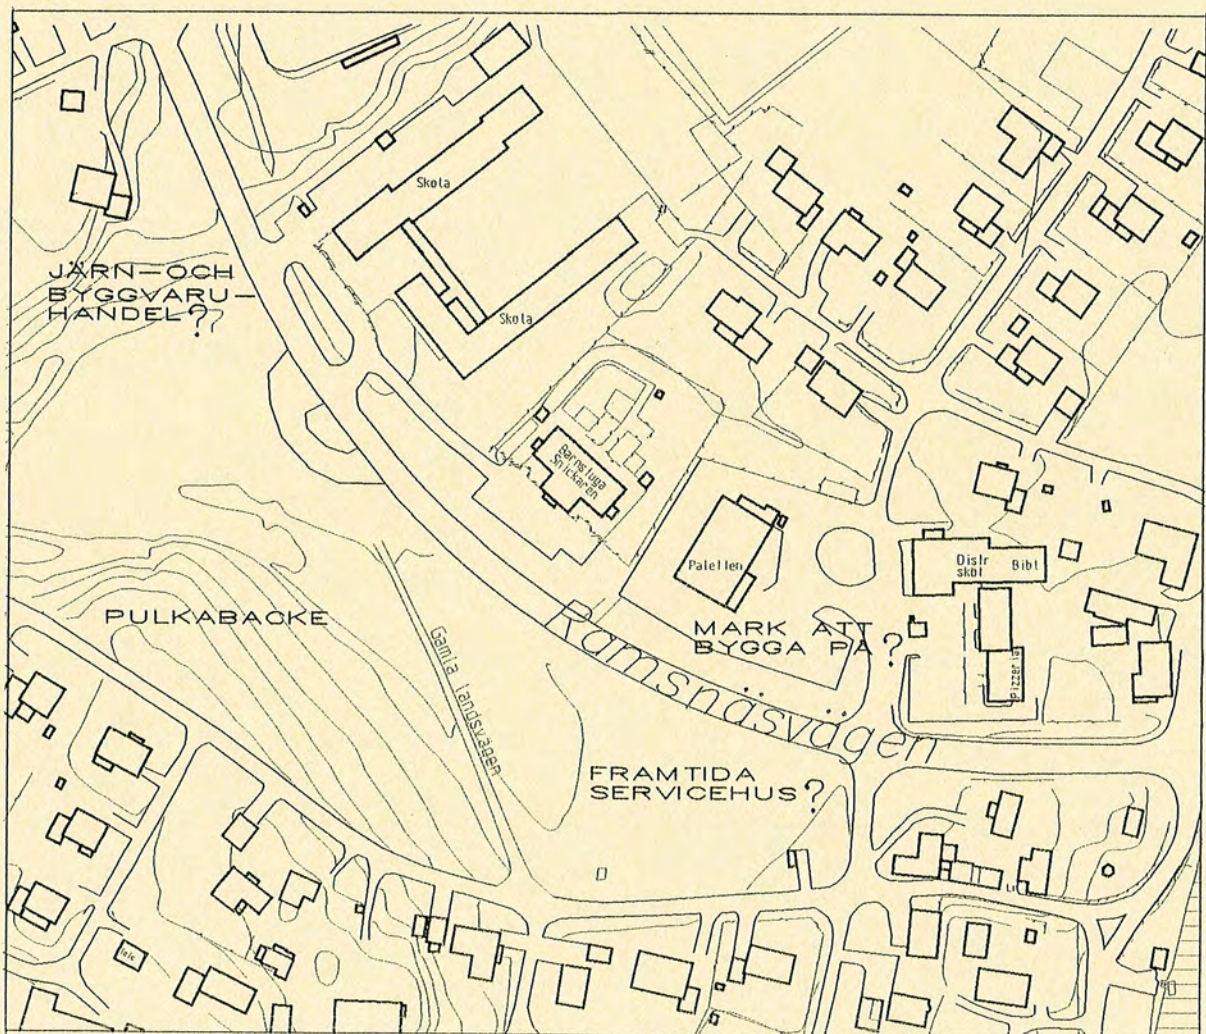 Skola
JÄRN-OCH
BYGGVARU-
HANDEL??
Skola
Barnstuga
Snickaren
Paletten
Distr
sköt
Bibl
PULKABACKE
Gamla landsvägen
MARK ATT
BYGGA PÅ?
Pizzeria
Ramsnäsvägen
FRAMTIDA
SERVICEHUS?